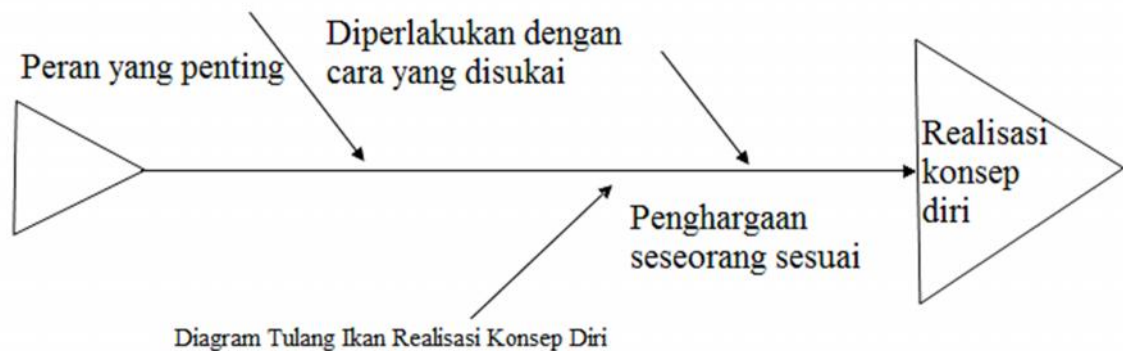 Peran yang penting
Diperlakukan dengan
cara yang disukai
Realisasi
konsep
diri
Penghargaan
seseorang sesuai
Diagram Tulang Ikan Realisasi Konsep Diri